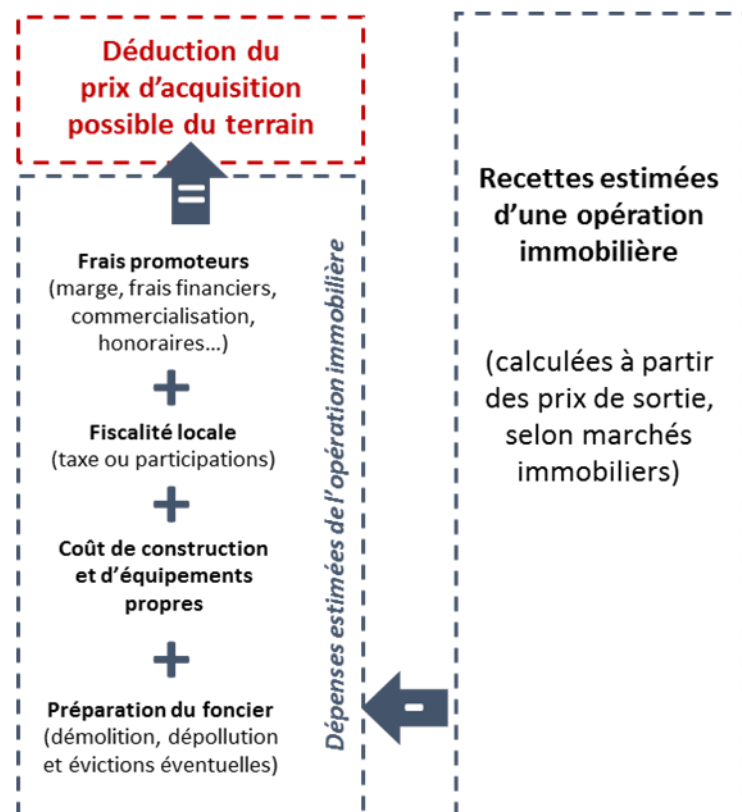 Déduction du
prix d'acquisition
possible du terrain
=
Frais promoteurs
(marge, frais financiers,
commercialisation,
honoraires…)
+
Fiscalité locale
(taxe ou participations)
+
Coût de construction
et d'équipements
propres
+
Préparation du foncier
(démolition, dépollution
et évictions éventuelles)
Dépenses estimées de l'opération immobilière
-
Recettes estimées
d'une opération
immobilière
(calculées à partir
des prix de sortie,
selon marchés
immobiliers)